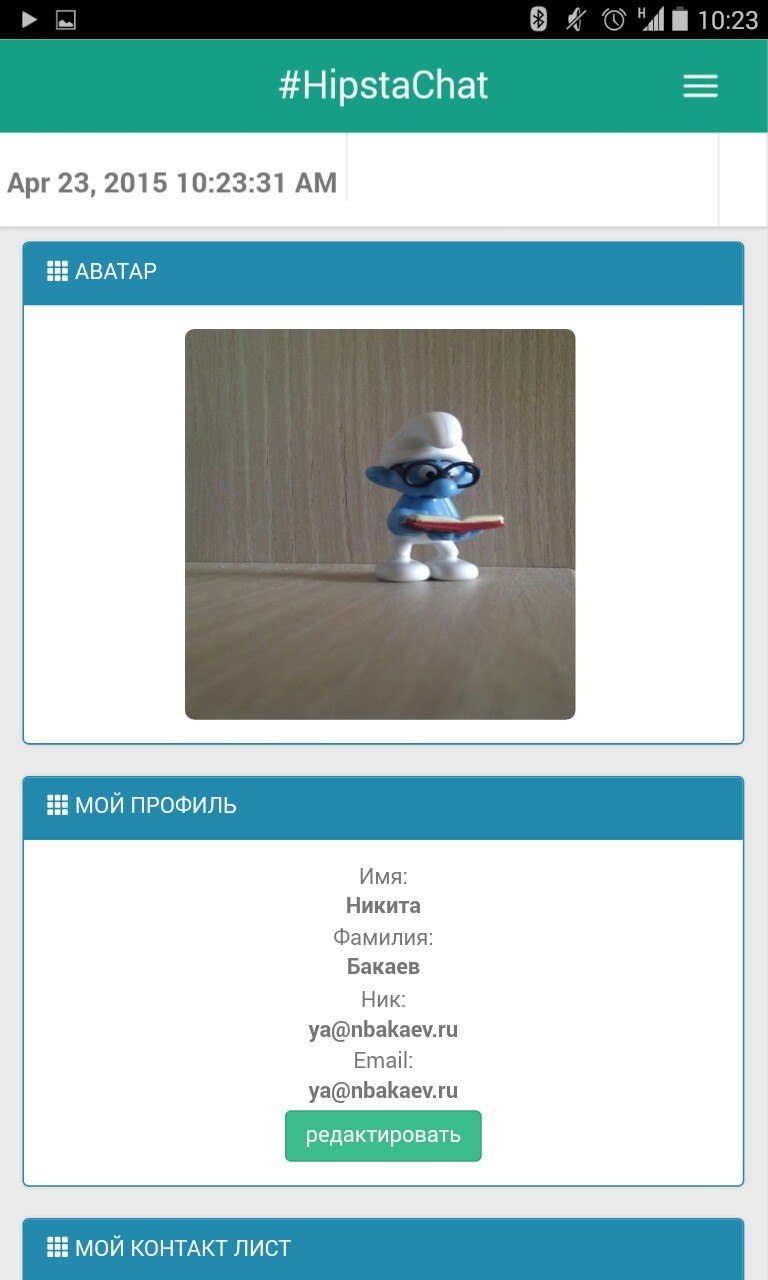 H 10:23
#HipstaChat
Apr 23, 2015 10:23:31 AM
АВАТАР
МОЙ ПРОФИЛЬ
Имя:
Никита
Фамилия:
Бакаев
Ник:
ya@nbakaev.ru
Email:
ya@nbakaev.ru
редактировать
МОЙ КОНТАКТ ЛИСТ